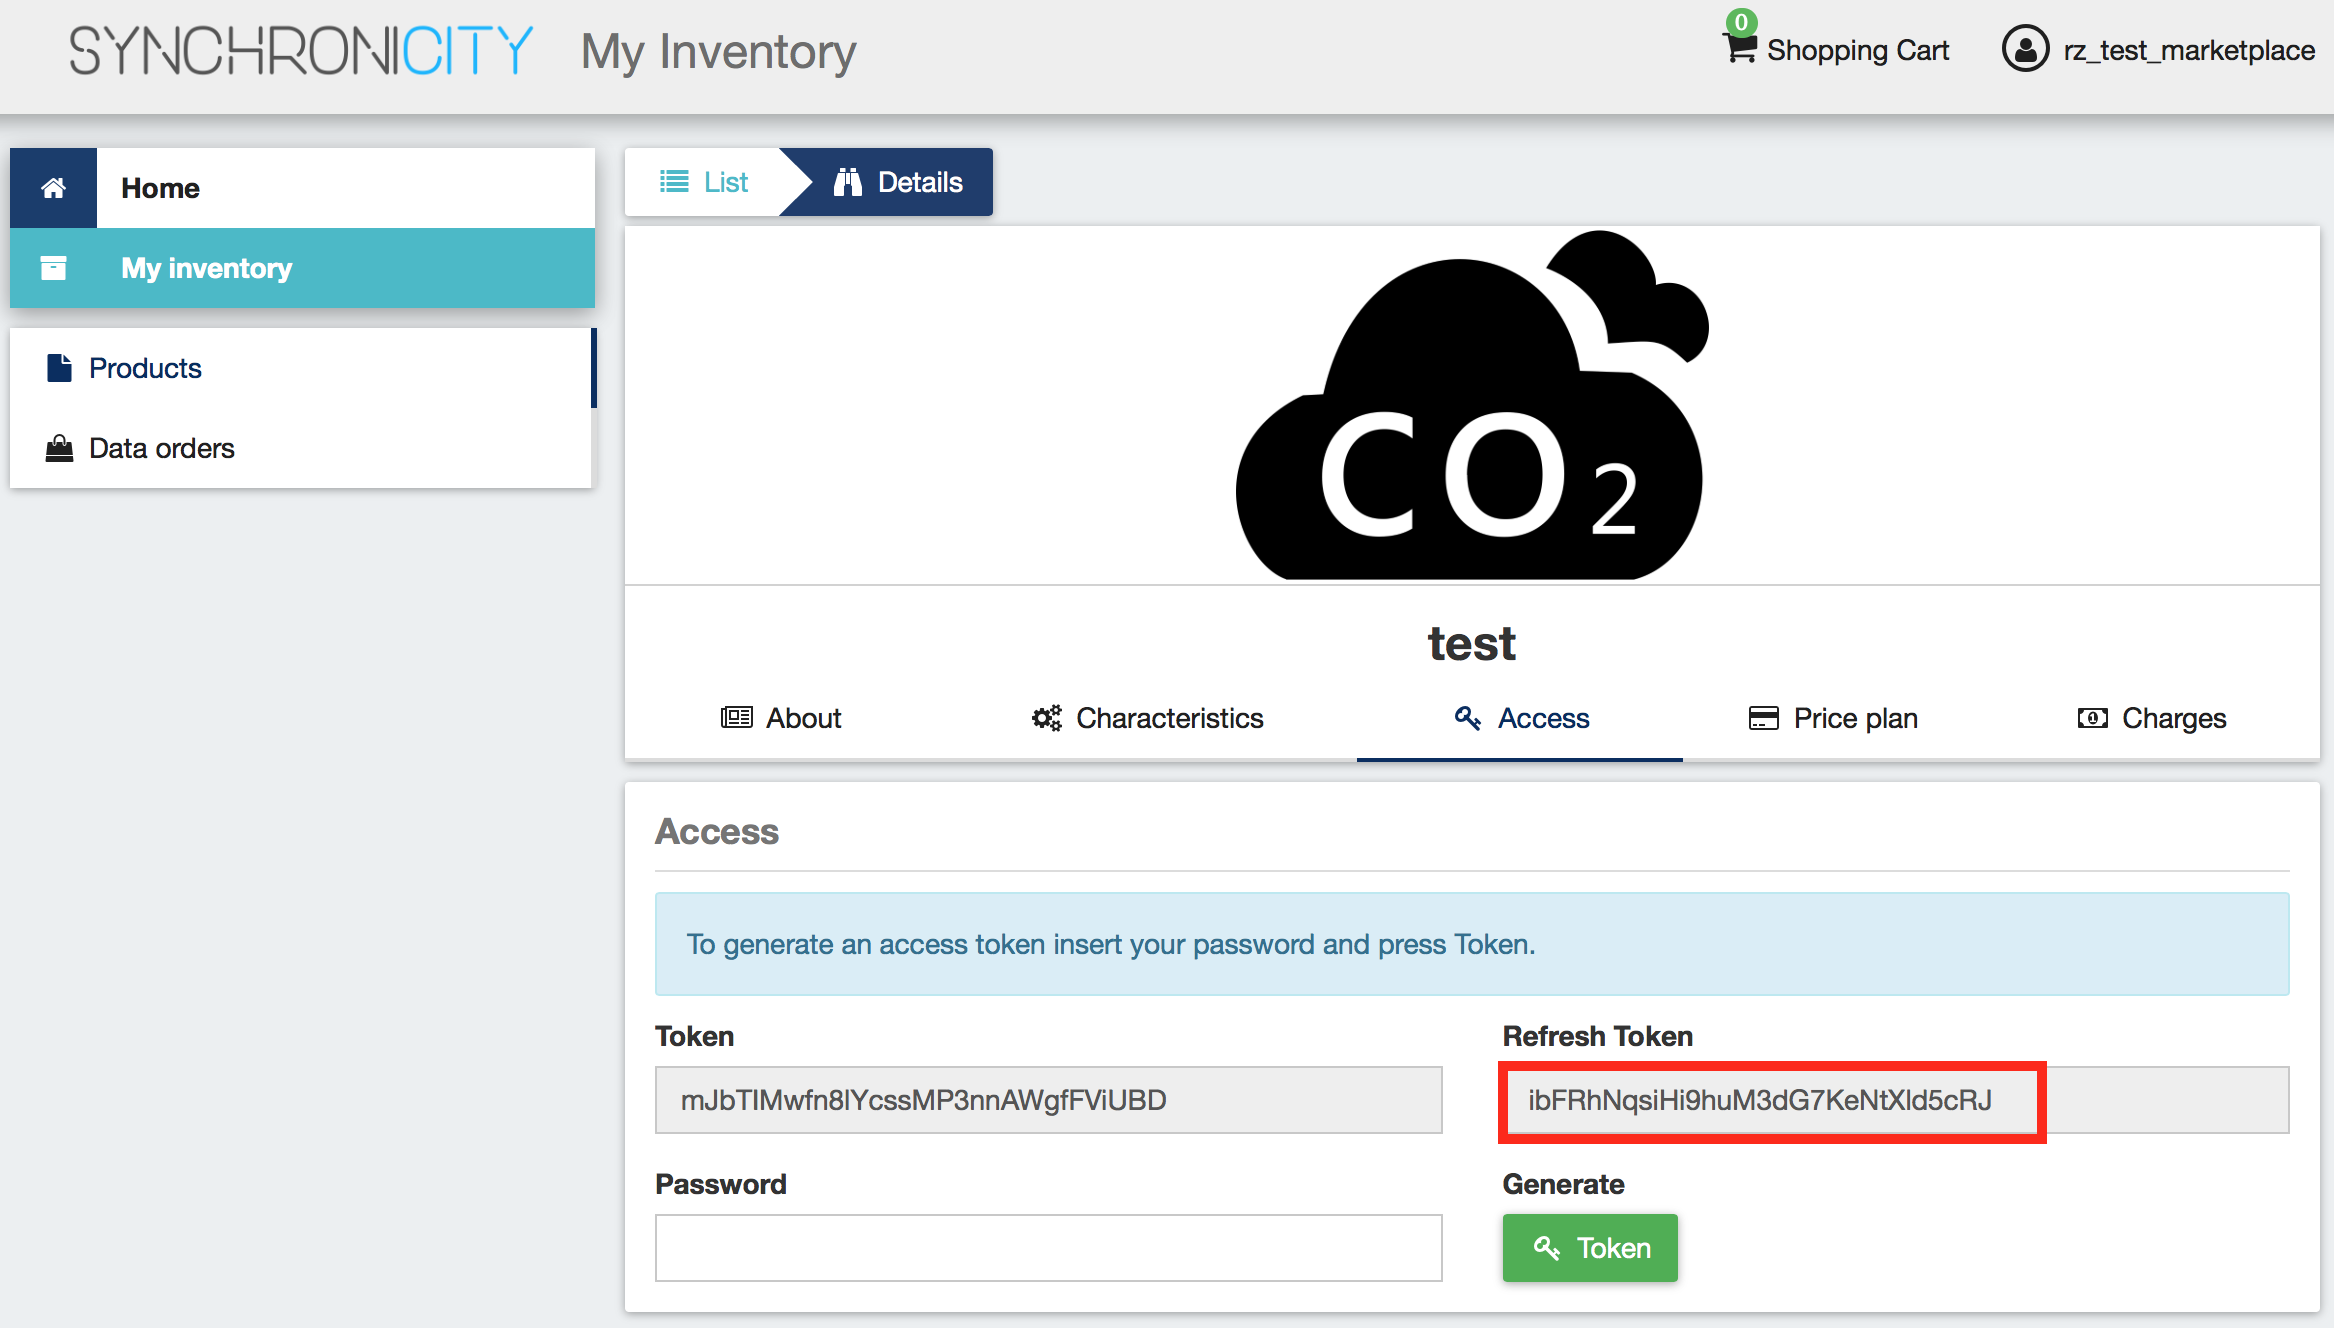 SYNCHRONICITY My Inventory
0
Shopping Cart
rz_test_marketplace
Home
My inventory
Products
Data orders
List
Details
CO2
test
About
Characteristics
Access
Price plan
Charges
Access
To generate an access token insert your password and press Token.
Token
Refresh Token
mJbTIMwfn8lYcssMP3nnAWgfFViUBD
ibFRhNqsiHi9huM3dG7KeNtXld5cRJ
Password
Generate
Token